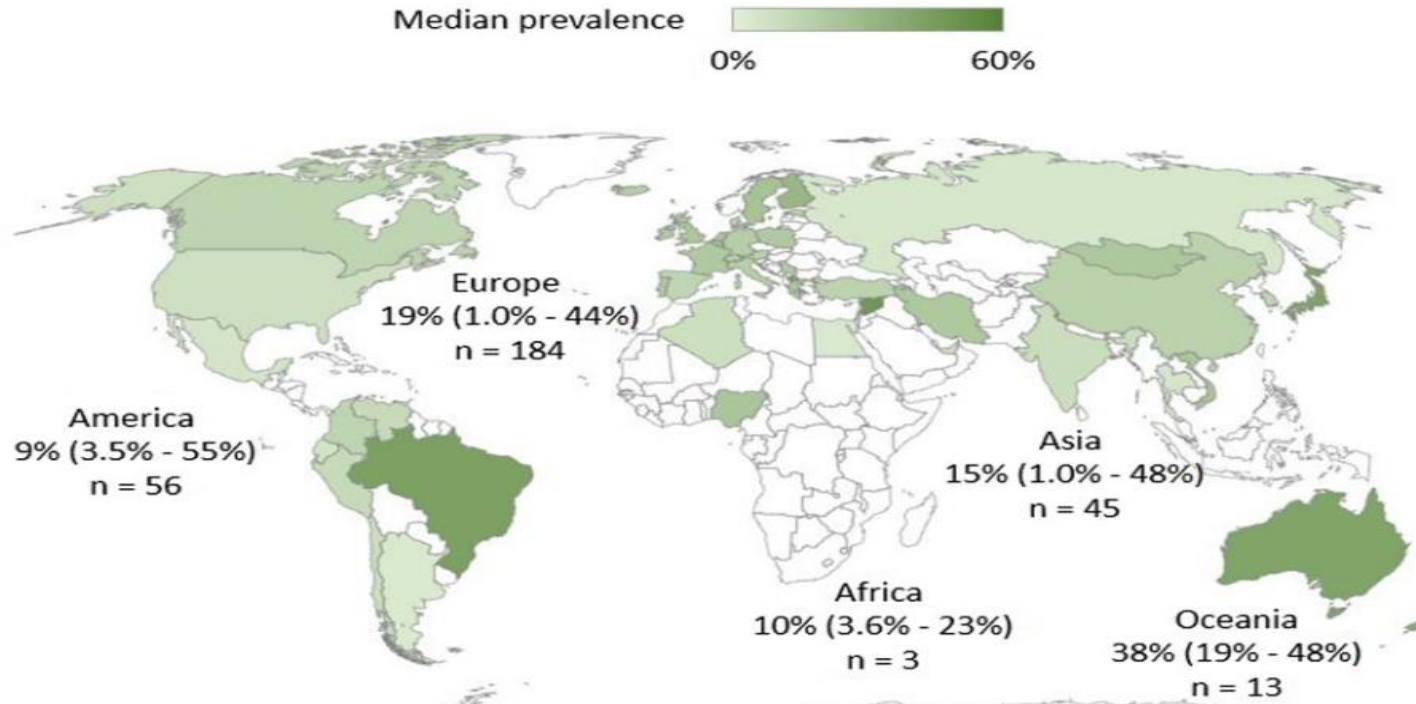 Median prevalence
0% 60%
Europe
19% (1.0% - 44%)
n = 184
America
9% (3.5% - 55%)
n = 56
Asia
15% (1.0% - 48%)
n = 45
Africa
10% (3.6% - 23%)
n = 3
Oceania
38% (19% - 48%)
n = 13